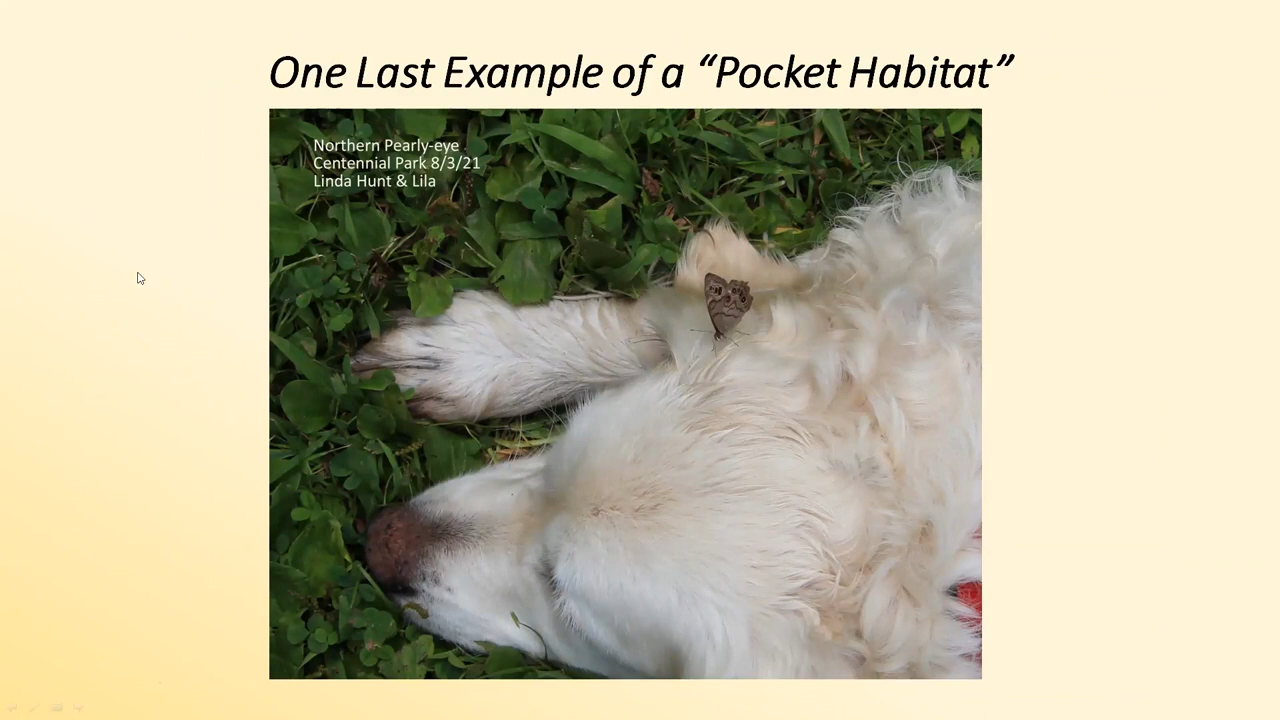 One Last Example of a “Pocket Habitat”
Northern Pearly-eye
Centennial Park 8/3/21
Linda Hunt & Lila